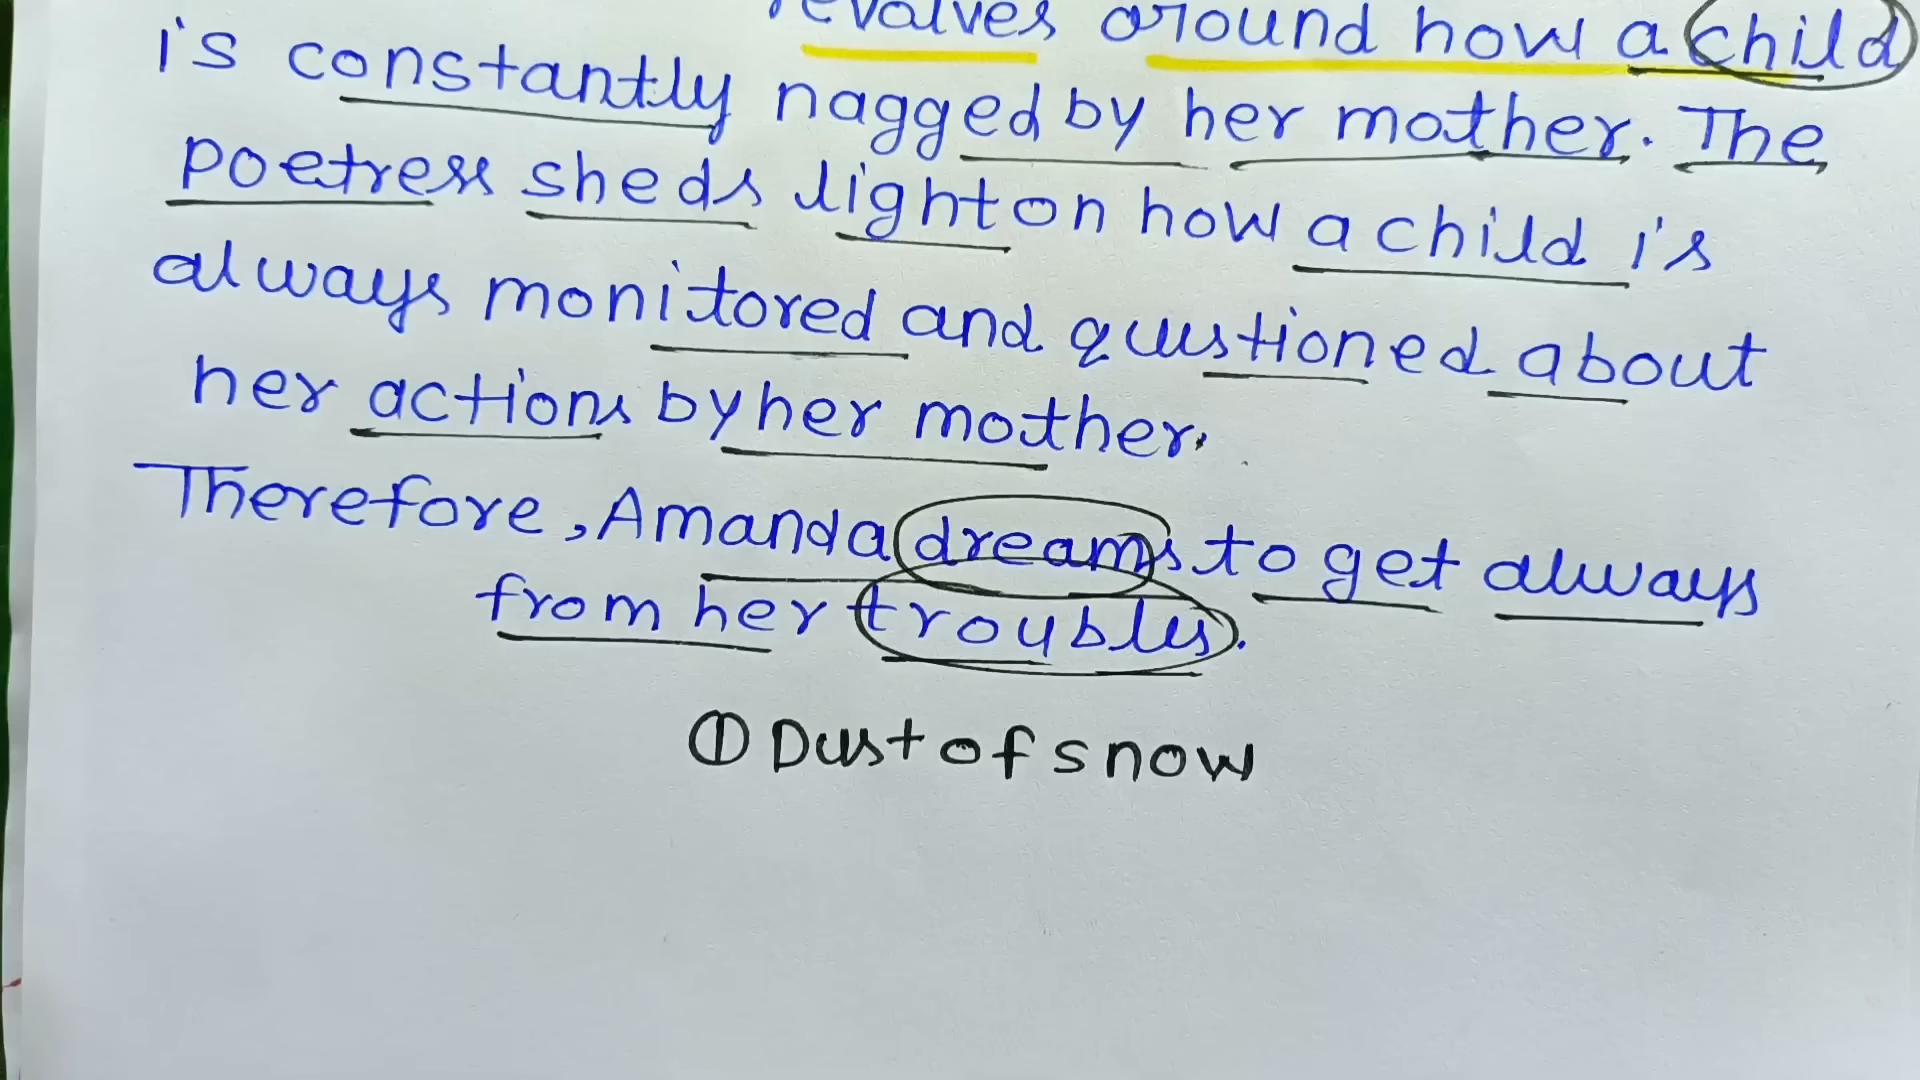 revalves around how a child
is constantly nagged by her mother. The
poetress sheds light on how a child is
always monitored and questioned about
her actions by her mother.
Therefore, Amanda dreams to get always
from her troubles.
① Dust of snow